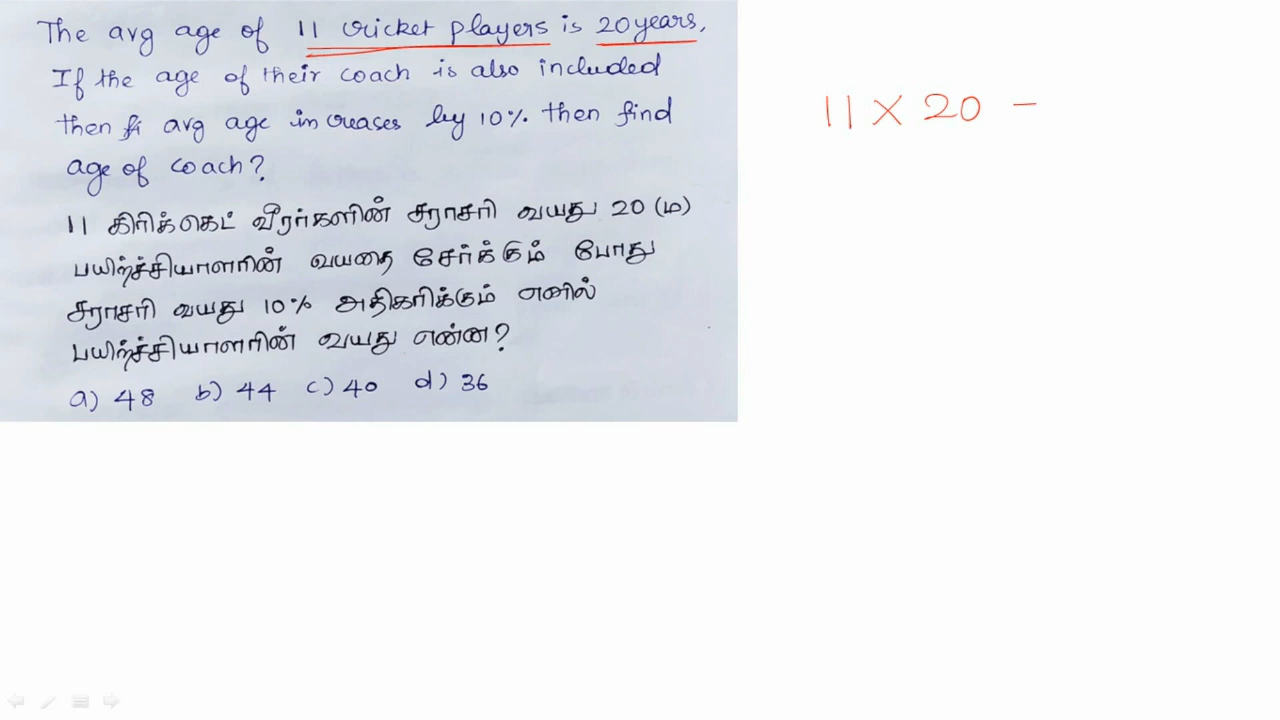 The avg age of 11 cricket players is 20 years.
If the age of their coach is also included
then avg age increases by 10% then find
age of coach?
11 கிரிக்கெட் வீரர்களின் சராசரி வயது 20 (ம)
பயிற்ச்சியாளரின் வயதை சேர்க்கும் போது
சராசரி வயது 10% அதிகரிக்கும் எனில்
பயிற்ச்சியாளரின் வயது என்ன?
a) 48 b) 44 c) 40 d) 36
11 × 20 –